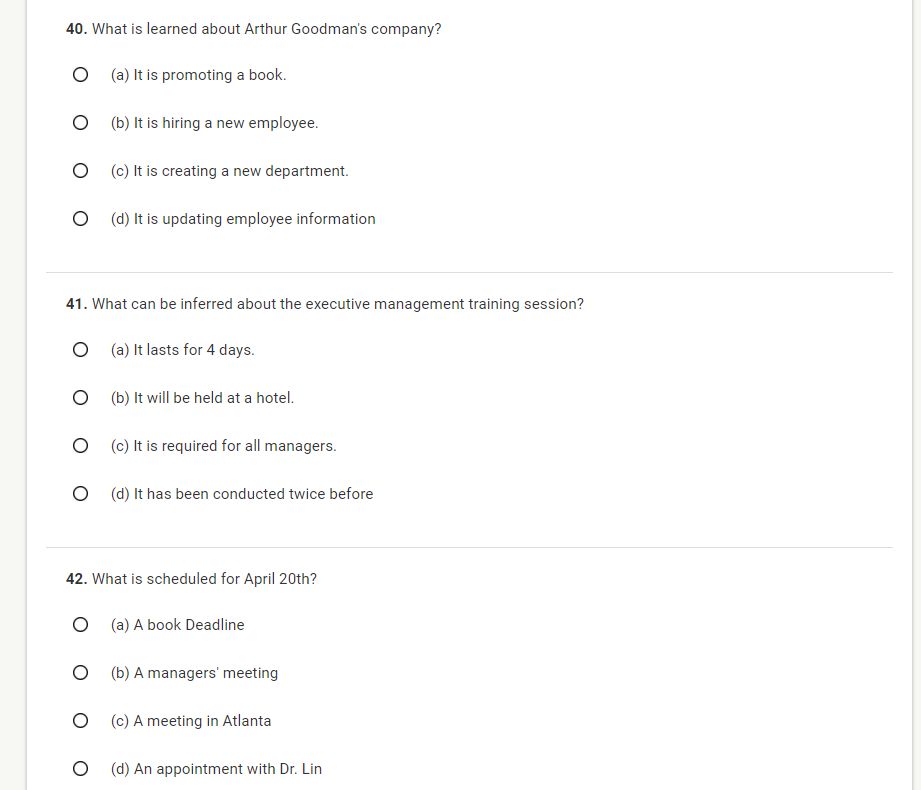 40. What is learned about Arthur Goodman's company?
(a) It is promoting a book.
(b) It is hiring a new employee.
(c) It is creating a new department.
(d) It is updating employee information
41. What can be inferred about the executive management training session?
(a) It lasts for 4 days.
(b) It will be held at a hotel.
(c) It is required for all managers.
(d) It has been conducted twice before
42. What is scheduled for April 20th?
(a) A book Deadline
(b) A managers' meeting
(c) A meeting in Atlanta
(d) An appointment with Dr. Lin